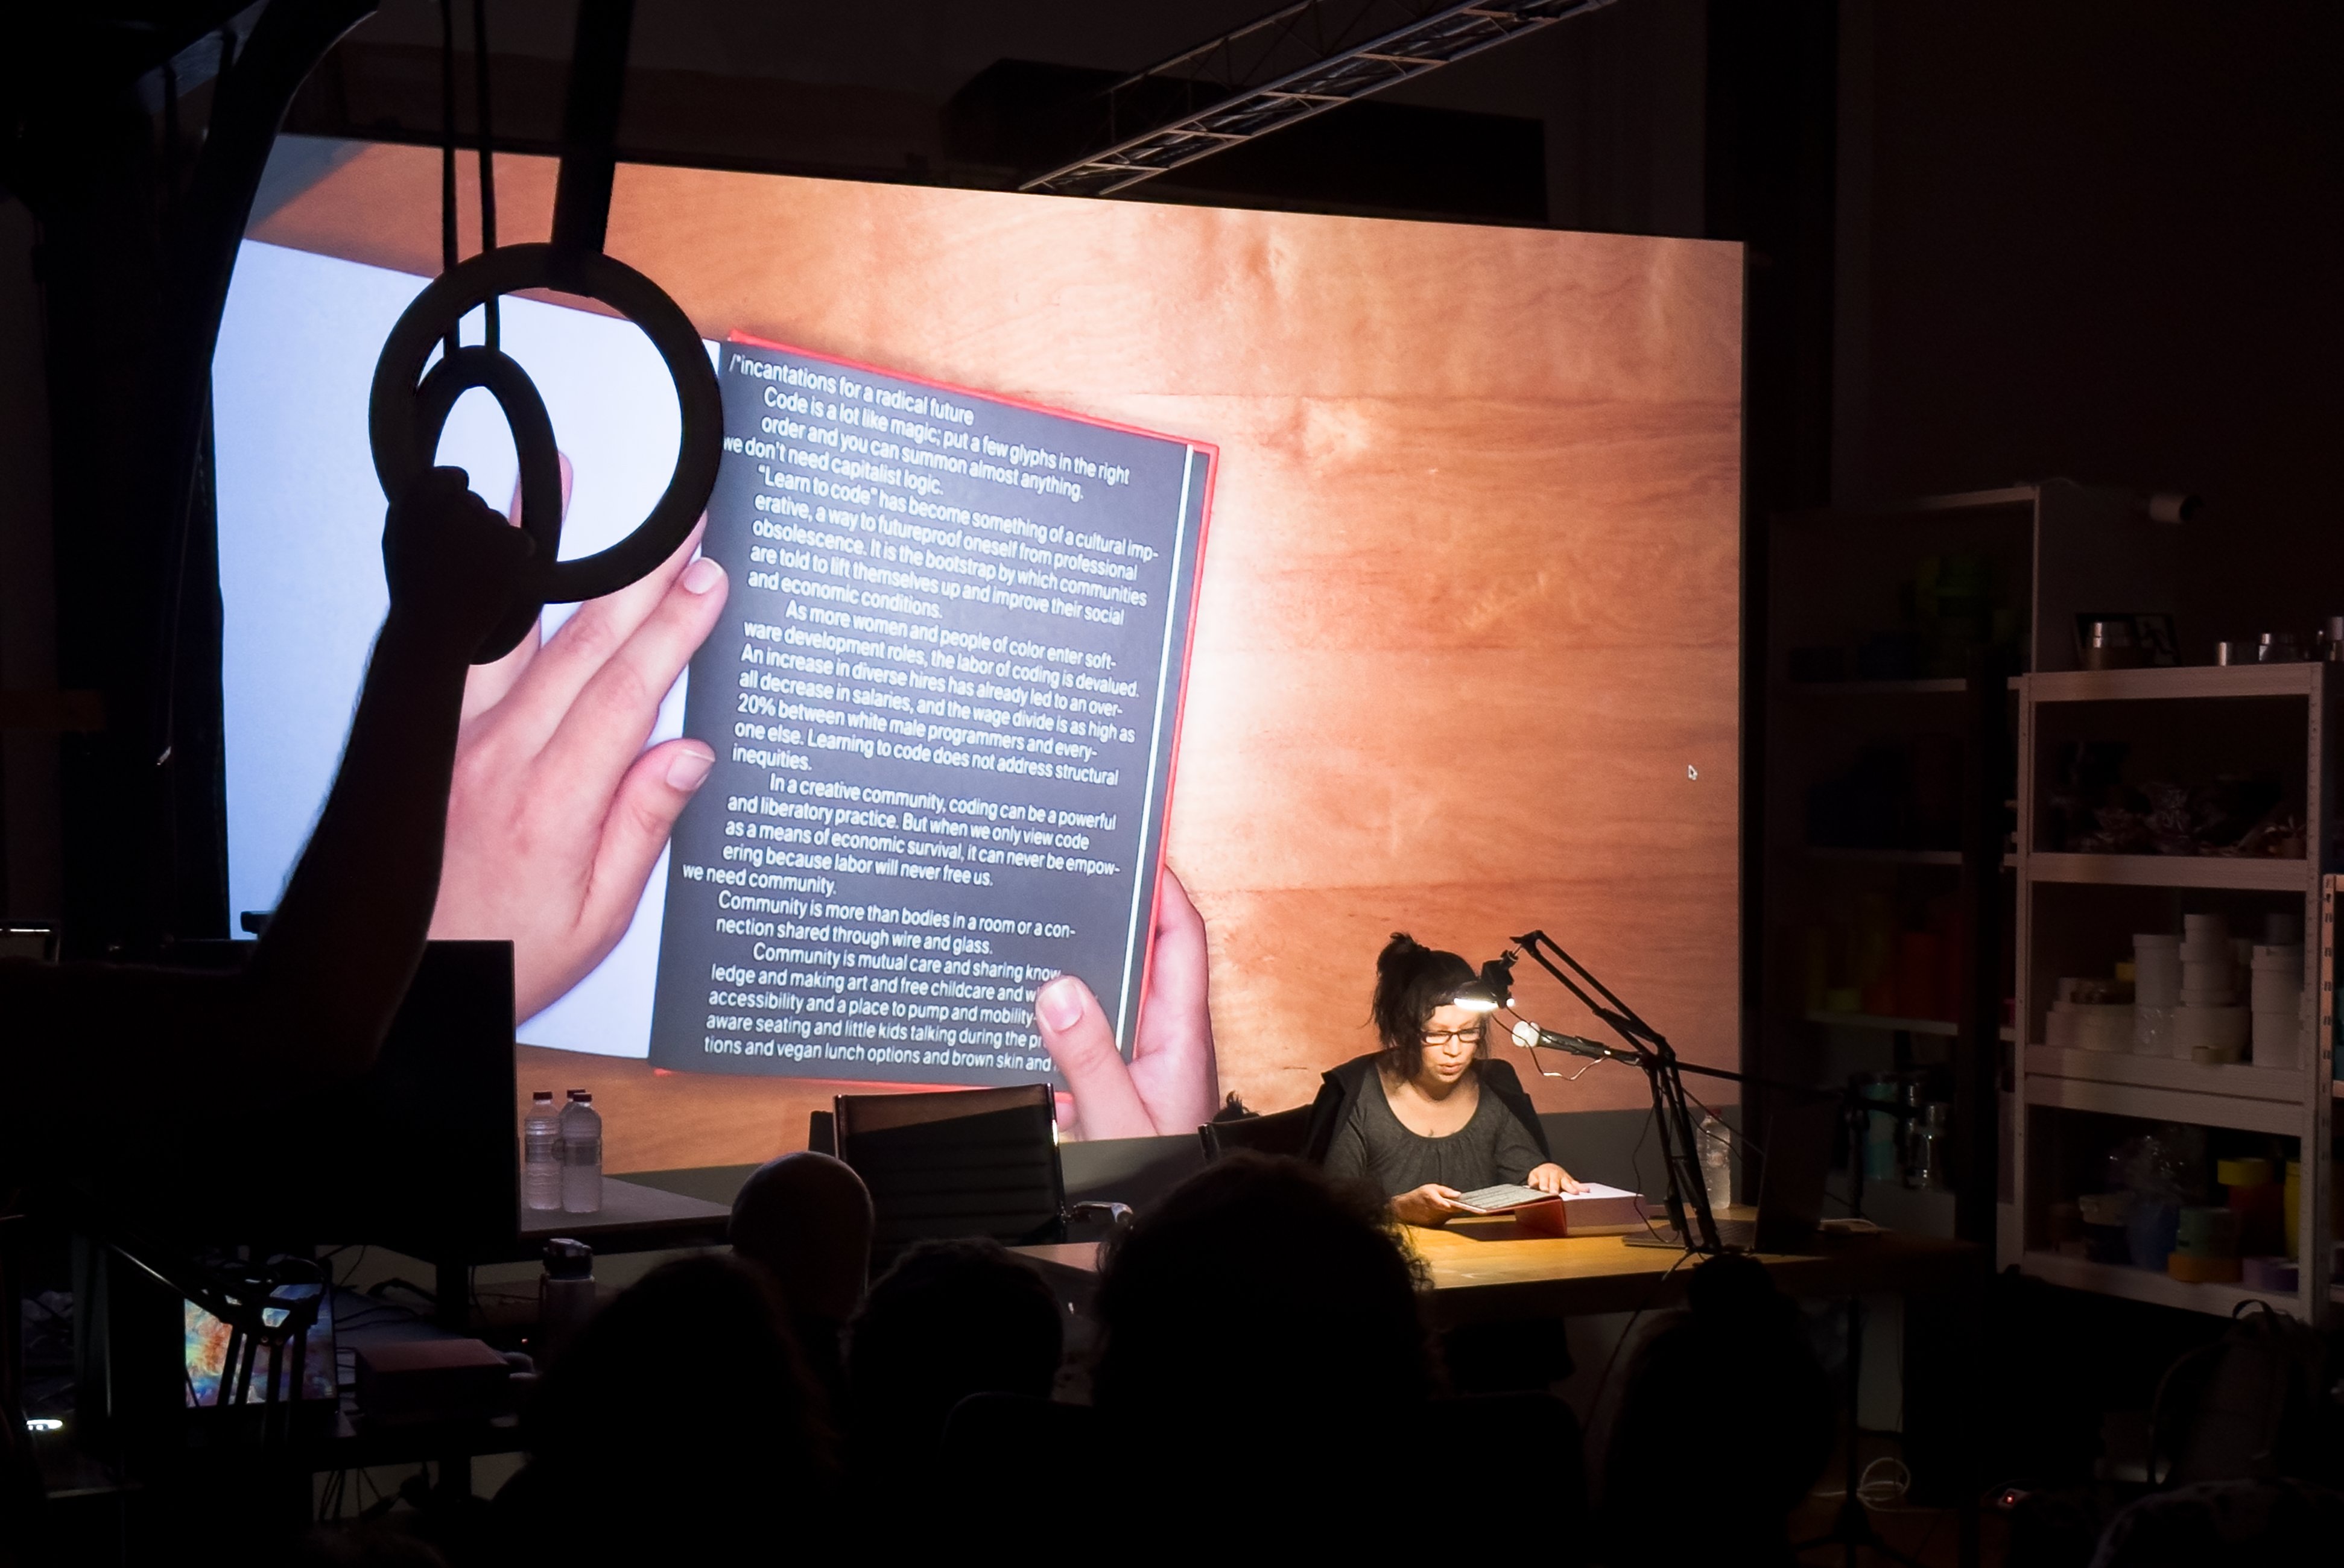 /*incantations for a radical future
Code is a lot like magic; put a few glyphs in the right
order and you can summon almost anything.
we don't need capitalist logic.
"Learn to code" has become something of a cultural imp-
erative, a way to futureproof oneself from professional
obsolescence. It is the bootstrap by which communities
are told to lift themselves up and improve their social
and economic conditions.
As more women and people of color enter soft-
ware development roles, the labor of coding is devalued.
An increase in diverse hires has already led to an over-
all decrease in salaries, and the wage divide is as high as
20% between white male programmers and every-
one else. Learning to code does not address structural
inequities.
In a creative community, coding can be a powerful
and liberatory practice. But when we only view code
as a means of economic survival, it can never be empow-
ering because labor will never free us.
we need community.
Community is more than bodies in a room or a con-
nection shared through wire and glass.
Community is mutual care and sharing know
ledge and making art and free childcare and
accessibility and a place to pump and mobility-
aware seating and little kids talking during the
tions and vegan lunch options and brown skin and